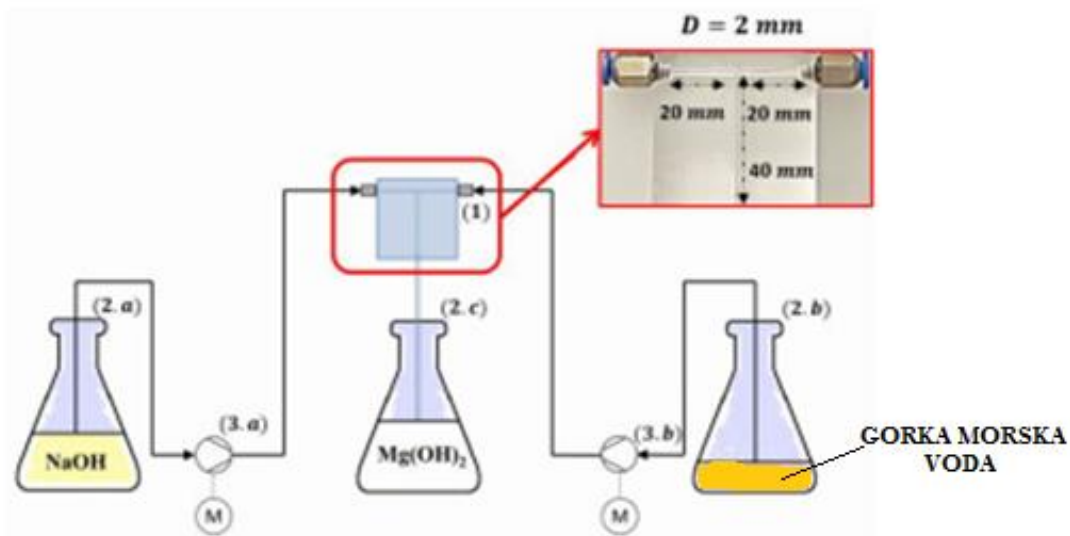 D = 2 mm
20 mm
20 mm
40 mm
(1)
(2.a)
(2.c)
(2.b)
(3.a)
(3.b)
NaOH
Mg(OH)₂
GORKA MORSKA
VODA
M
M